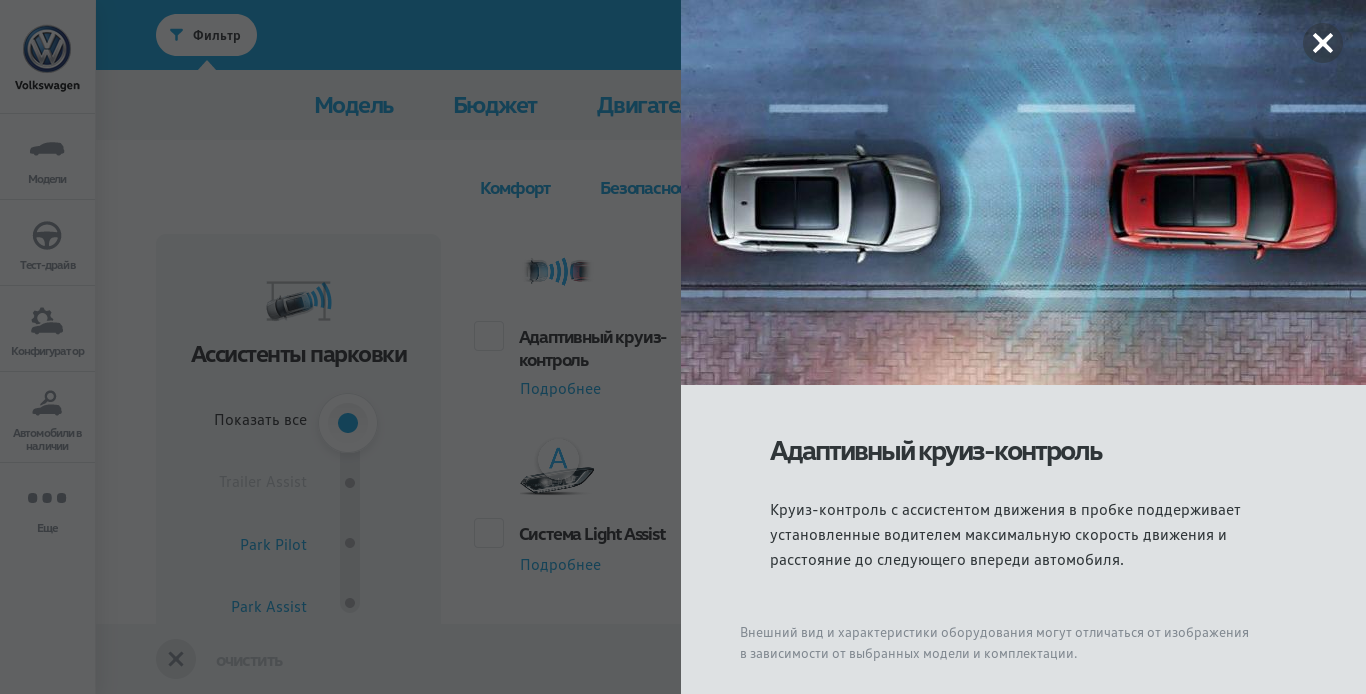 Volkswagen
Модели
Тест-драйв
Конфигуратор
Автомобили в
наличии
Еще
Фильтр
Модель
Бюджет
Двигател
Комфорт
Безопаснос
Ассистенты парковки
Показать все
Trailer Assist
Park Pilot
Park Assist
Адаптивный круиз-
контроль
Подробнее
A
Система Light Assist
Подробнее
ОЧИСТИТЬ
Адаптивный круиз-контроль
Круиз-контроль с ассистентом движения в пробке поддерживает
установленные водителем максимальную скорость движения и
расстояние до следующего впереди автомобиля.
Внешний вид и характеристики оборудования могут отличаться от изображения
в зависимости от выбранных модели и комплектации.